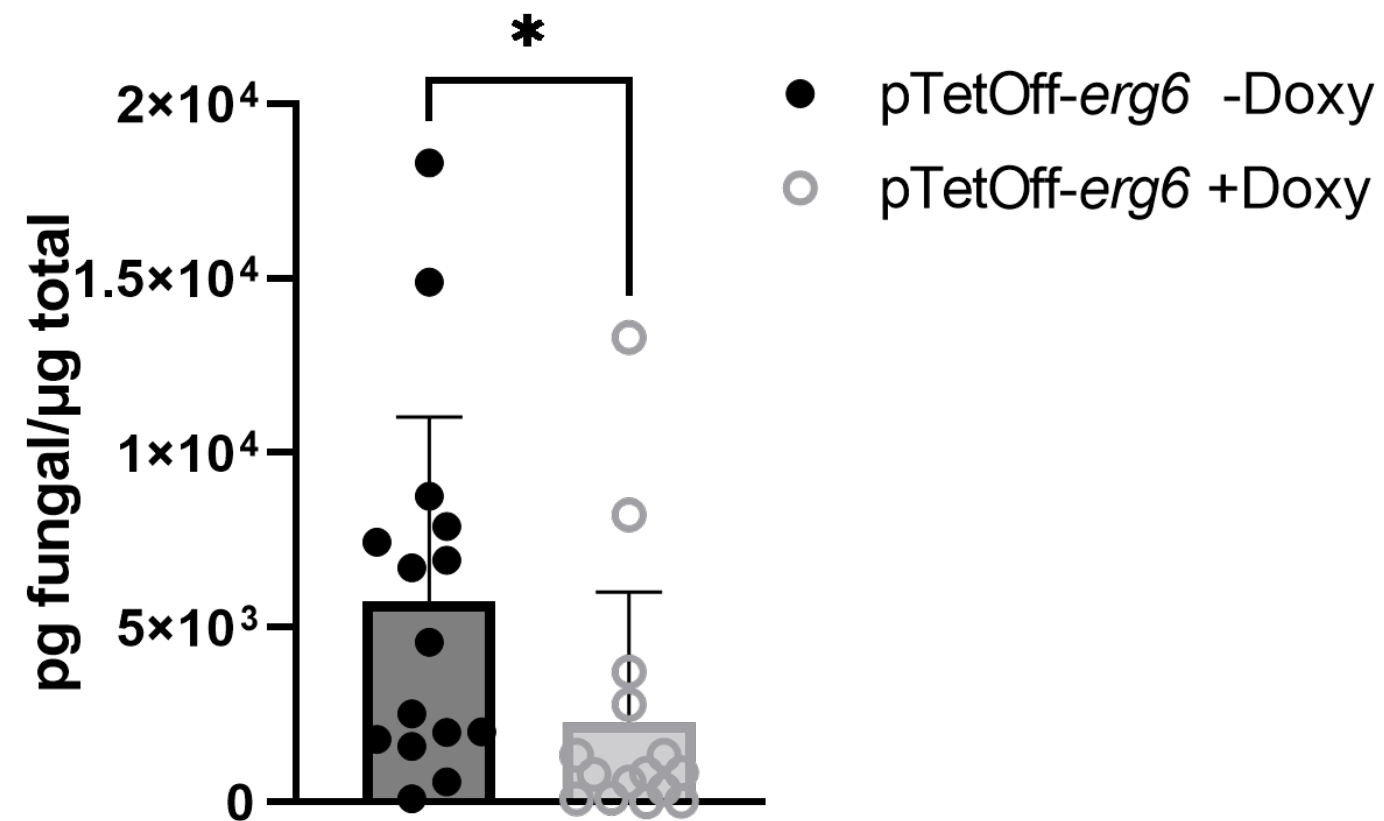 *
2×10⁴
1.5×10⁴
1×10⁴
5×10³
0
pg fungal/µg total
pTetOff-erg6 -Doxy
pTetOff-erg6 +Doxy